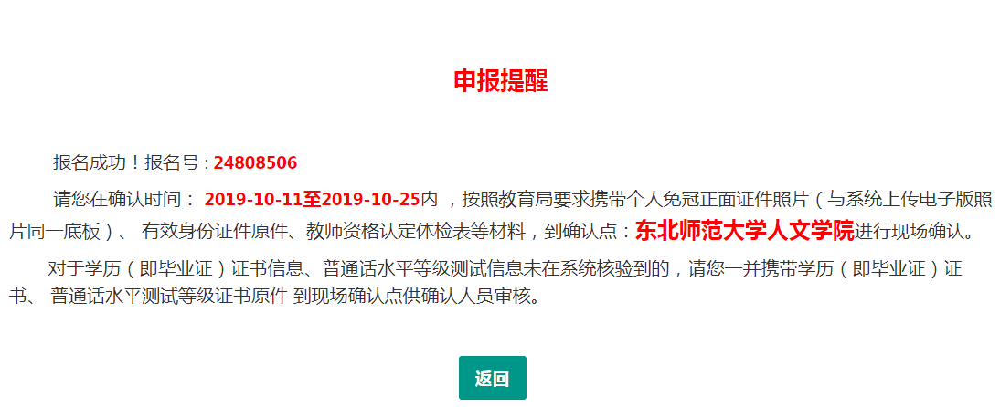 申报提醒
报名成功！报名号 : 24808506
请您在确认时间： 2019-10-11至2019-10-25内 ，按照教育局要求携带个人免冠正面证件照片（与系统上传电子版照
片同一底板）、 有效身份证件原件、教师资格认定体检表等材料，到确认点：东北师范大学人文学院进行现场确认。
对于学历（即毕业证）证书信息、普通话水平等级测试信息未在系统核验到的，请您一并携带学历（即毕业证）证
书、 普通话水平测试等级证书原件 到现场确认点供确认人员审核。
返回